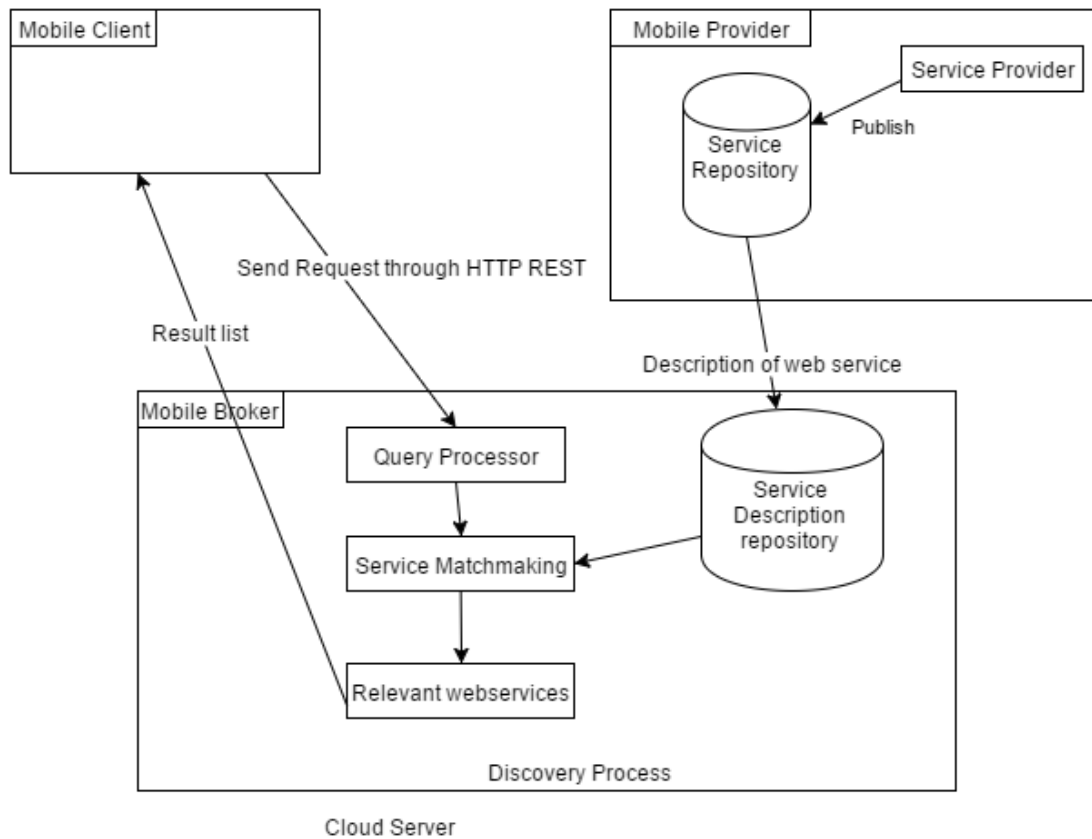 Mobile Client
Mobile Provider
Service Provider
Publish
Service
Repository
Send Request through HTTP REST
Result list
Description of web service
Mobile Broker
Query Processor
Service
Description
repository
Service Matchmaking
Relevant webservices
Discovery Process
Cloud Server